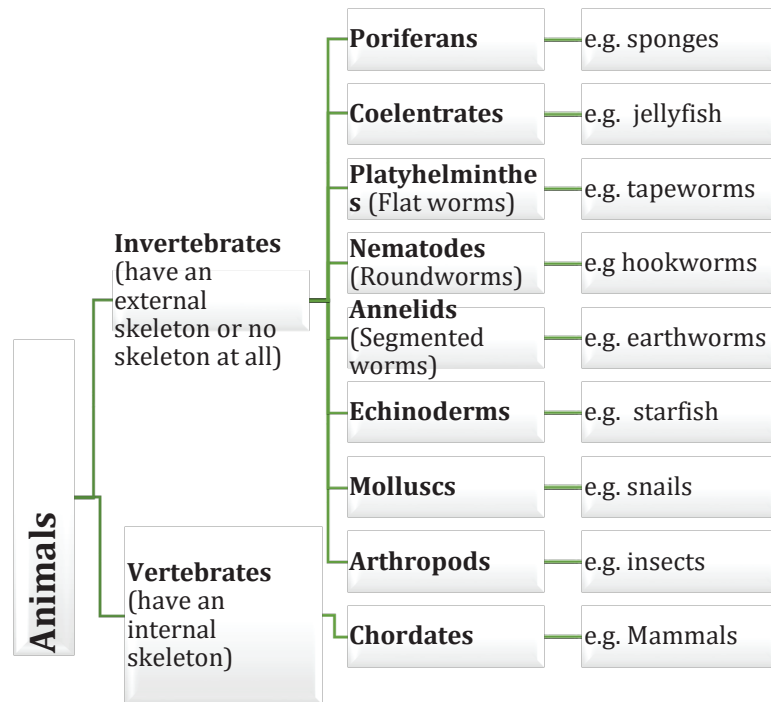 Animals
Invertebrates
(have an
external
skeleton or no
skeleton at all)
Poriferans
e.g. sponges
Coelentrates
e.g. jellyfish
Platyhelminthe
s (Flat worms)
e.g. tapeworms
Nematodes
(Roundworms)
e.g hookworms
Annelids
(Segmented
worms)
e.g. earthworms
Echinoderms
e.g. starfish
Molluscs
e.g. snails
Arthropods
e.g. insects
Vertebrates
(have an
internal
skeleton)
Chordates
e.g. Mammals